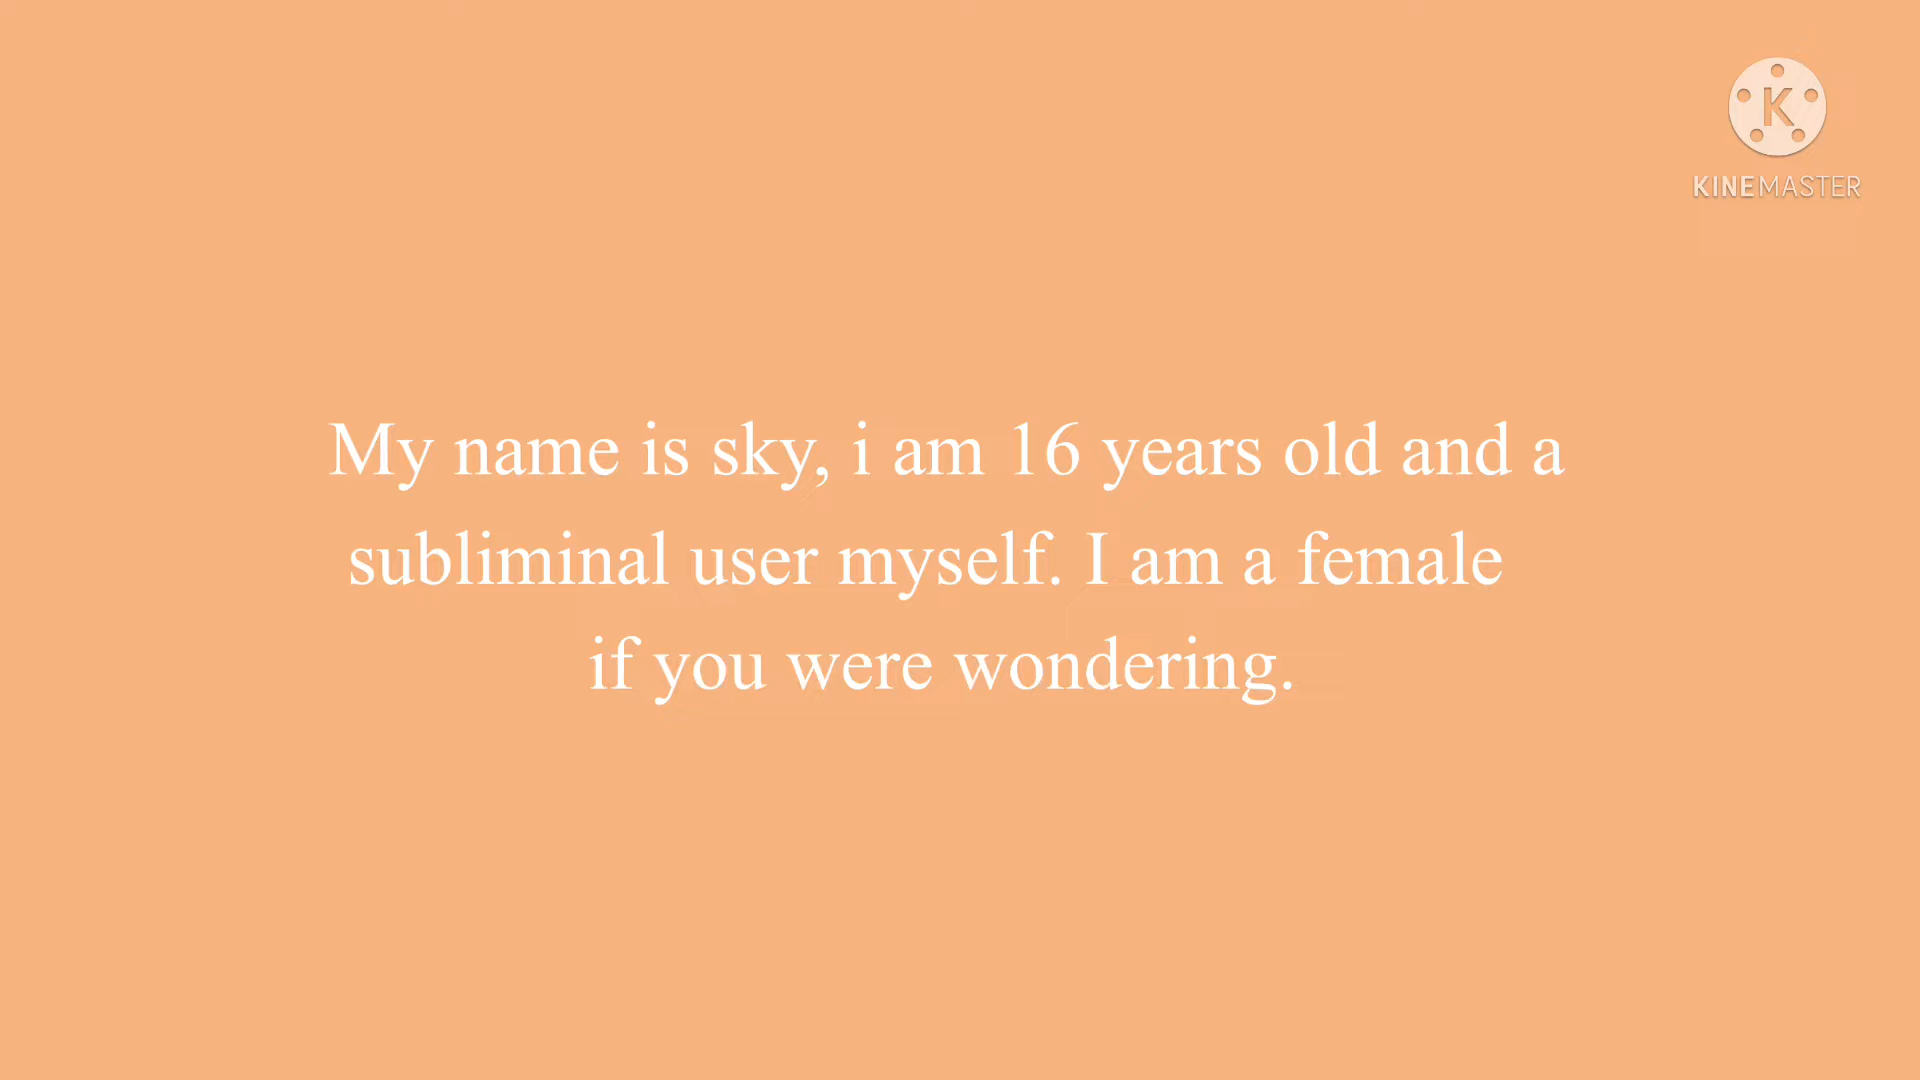 K
KINEMASTER
My name is sky, i am 16 years old and a
subliminal user myself. I am a female
if you were wondering.